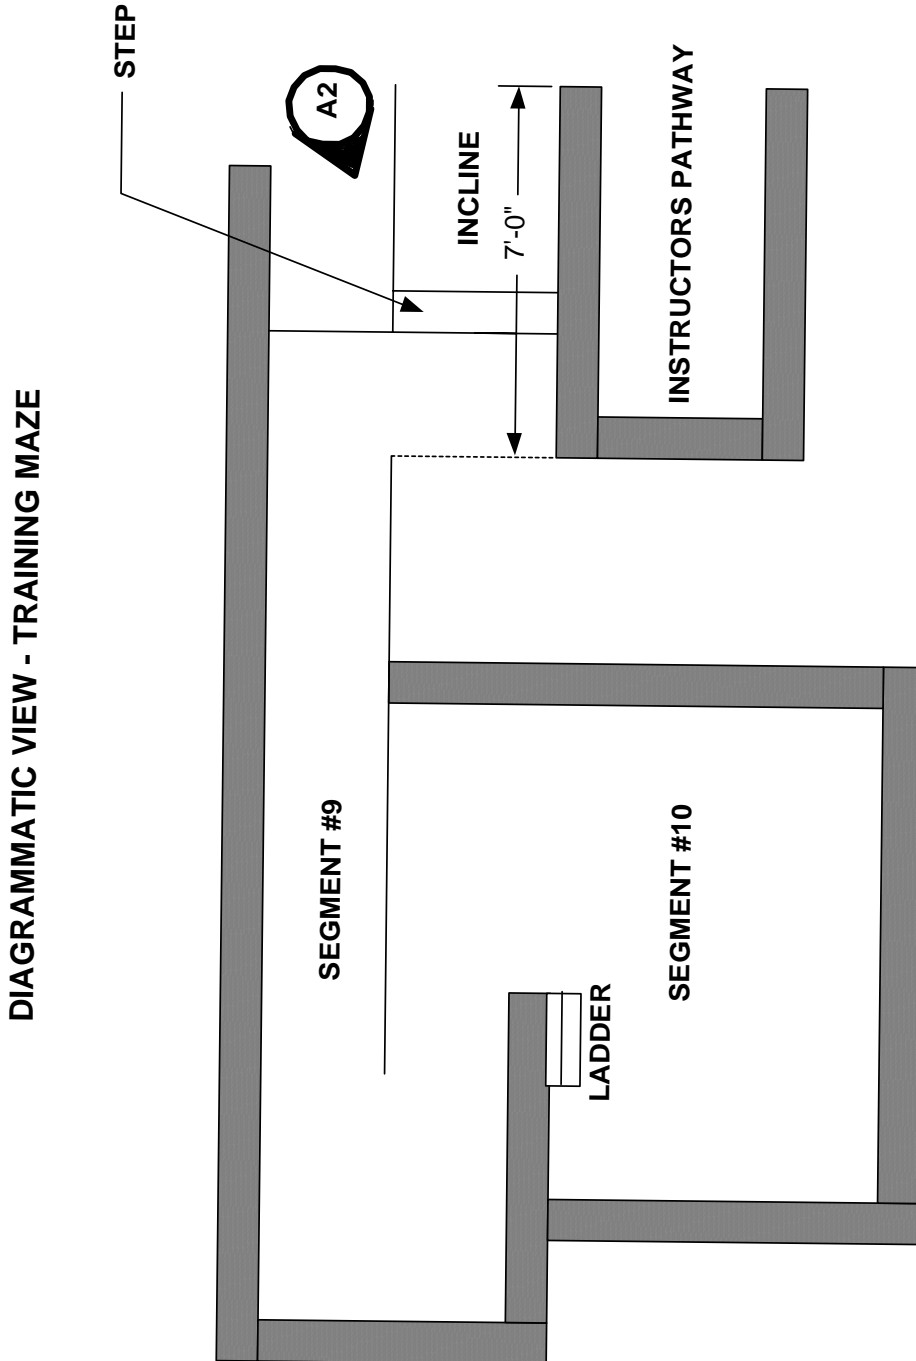 DIAGRAMMATIC VIEW - TRAINING MAZE
STEP
A2
SEGMENT #9
INCLINE
7'-0"
LADDER
SEGMENT #10
INSTRUCTORS PATHWAY